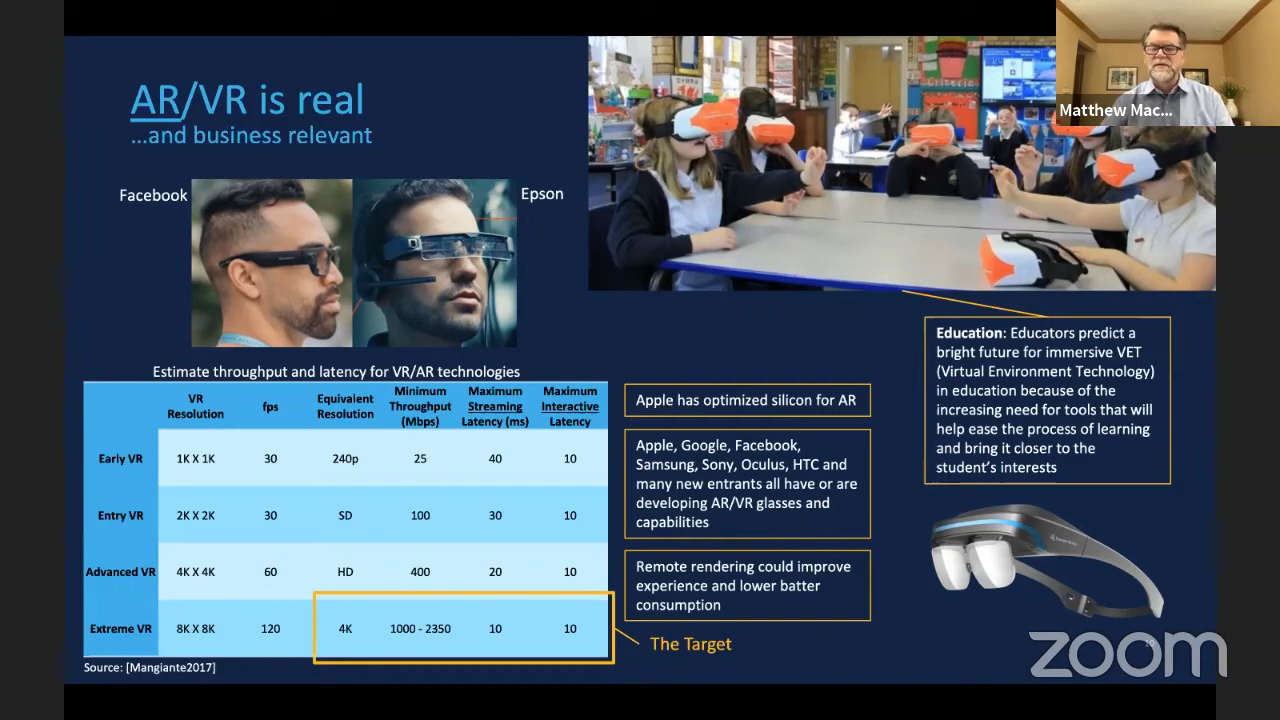 AR/VR is real
...and business relevant
Facebook
Epson
Matthew Mac...
Criteria
Estimate throughput and latency for VR/AR technologies
VR Resolution fps Equivalent Resolution Minimum Throughput (Mbps) Maximum Streaming Latency (ms) Maximum Interactive Latency
Early VR 1K X 1K 30 240p 25 40 10
Entry VR 2K X 2K 30 SD 100 30 10
Advanced VR 4K X 4K 60 HD 400 20 10
Extreme VR 8K X 8K 120 4K 1000 - 2350 10 10
Source: [Mangiante2017]
The Target
Apple has optimized silicon for AR
Apple, Google, Facebook,
Samsung, Sony, Oculus, HTC and
many new entrants all have or are
developing AR/VR glasses and
capabilities
Remote rendering could improve
experience and lower batter
consumption
Education: Educators predict a
bright future for immersive VET
(Virtual Environment Technology)
in education because of the
increasing need for tools that will
help ease the process of learning
and bring it closer to the
student's interests
zoom